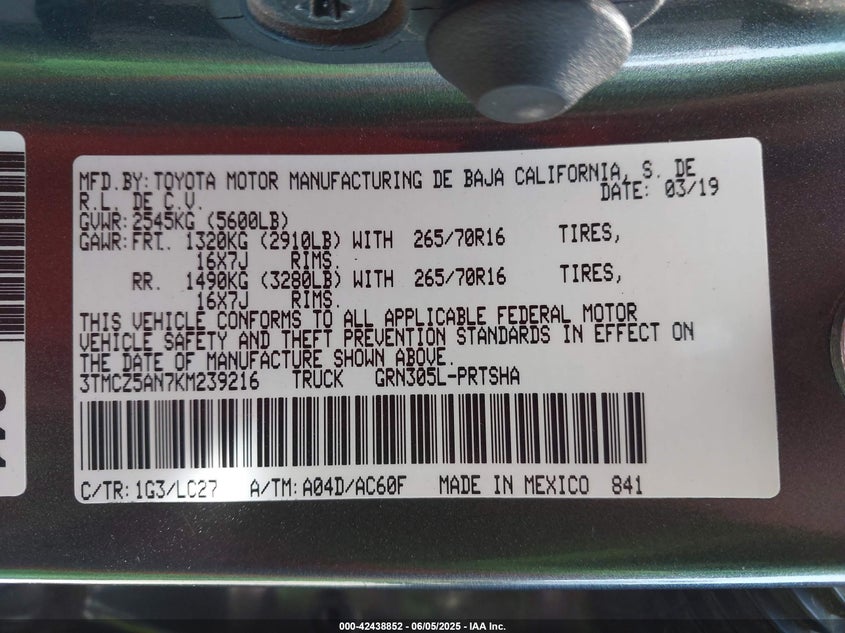 MFD.BY: TOYOTA MOTOR MANUFACTURING DE BAJA CALIFORNIA, S. DE
R.L. DE C.V. DATE: 03/19
GVWR: 2545KG (5600LB)
GAWR: FRT. 1320KG (2910LB) WITH 265/70R16 TIRES,
16X7J RIMS.
RR. 1490KG (3280LB) WITH 265/70R16 TIRES,
16X7J RIMS.
THIS VEHICLE CONFORMS TO ALL APPLICABLE FEDERAL MOTOR
VEHICLE SAFETY AND THEFT PREVENTION STANDARDS IN EFFECT ON
THE DATE OF MANUFACTURE SHOWN ABOVE.
3TMCZ5AN7KM239216 TRUCK GRN305L-PRTSHA
C/TR: 1G3/LC27 A/TM: A04D/AC60F MADE IN MEXICO 841
000-42438852 | 06/05/2025 - IAA Inc.